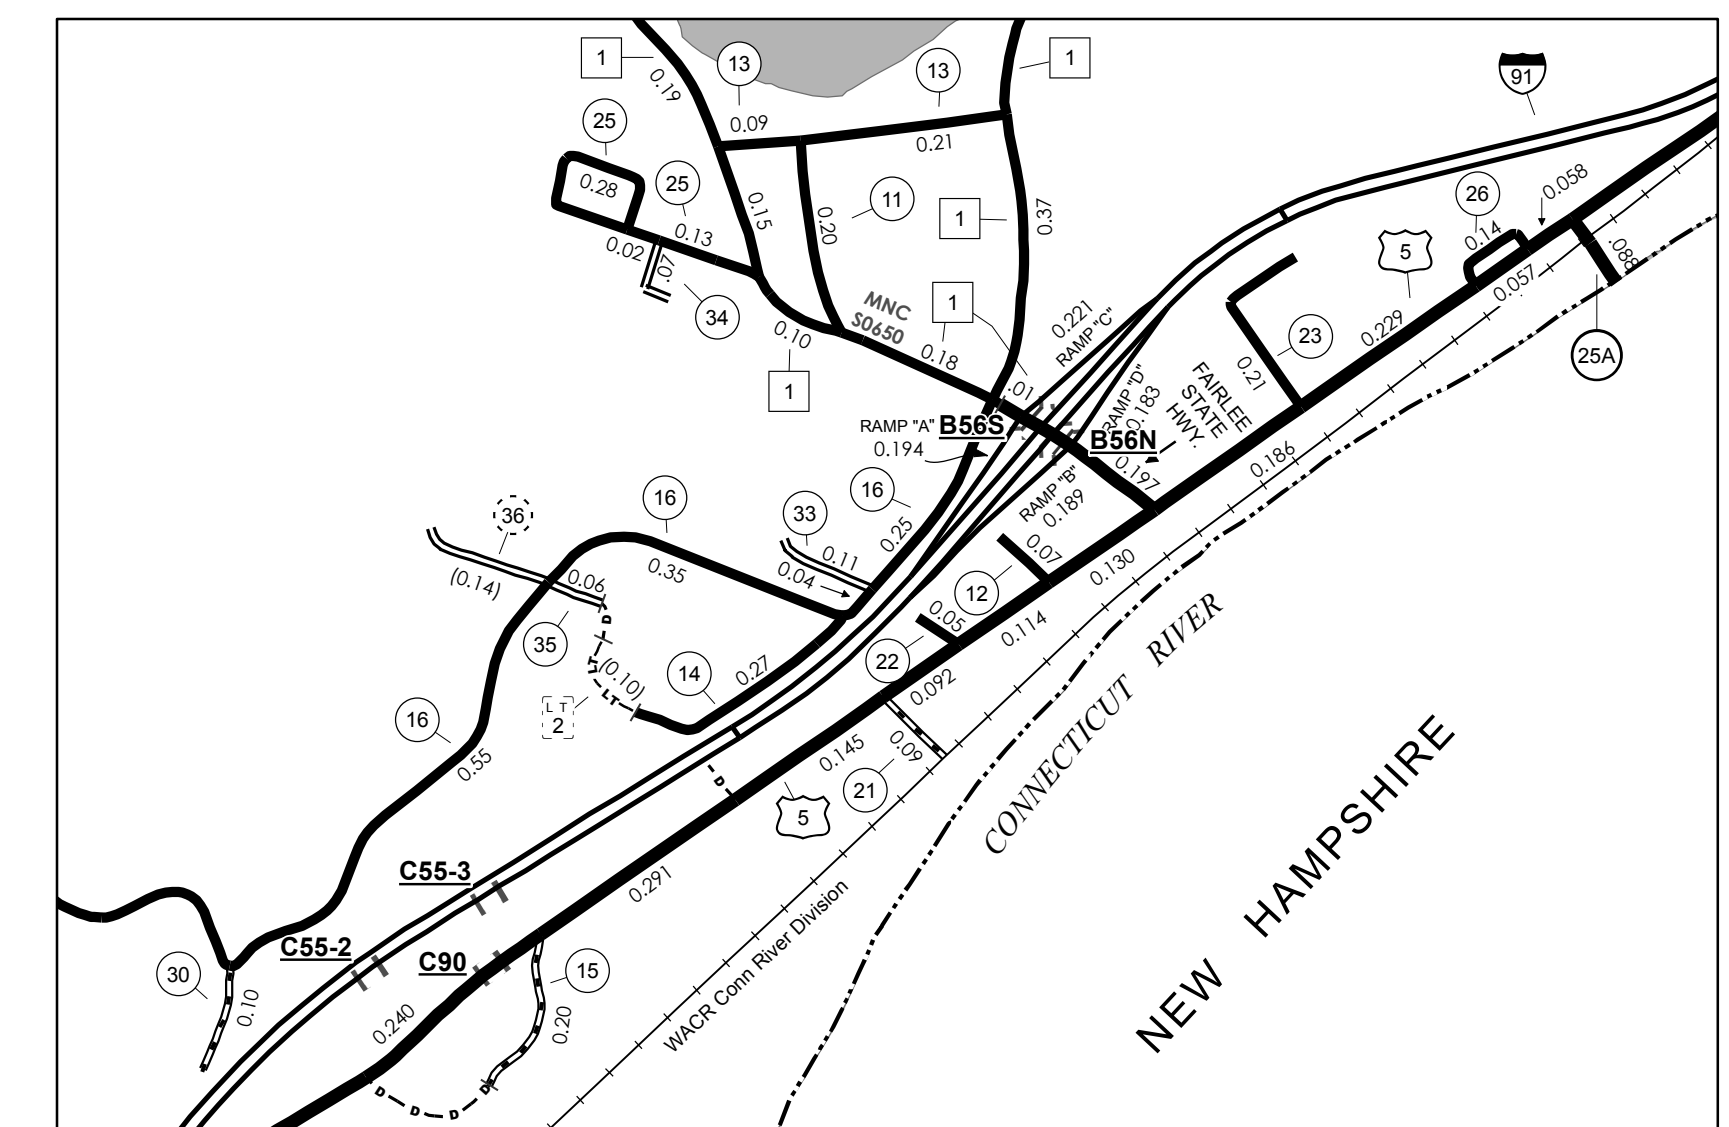 1
13
13
1
91
0.19
0.09
0.21
25
0.28
25
0.13
0.02
.07
34
0.15
0.20
11
1
0.37
26
0.14
0.058
5
0.057
.088
25A
MNC
S0650
1
0.10
0.18
1
.01
0.221
RAMP "C"
RAMP "D"
0.183
FAIRLEE
STATE
HWY.
23
0.21
0.229
RAMP "A"
0.194
B56S
B56N
0.197
0.186
RAMP "B"
0.189
16
0.25
33
0.11
0.04
16
0.35
36
(0.14)
0.06
35
D
LT
(0.10)
LT
L T
2
14
0.27
12
0.07
0.130
0.05
22
0.114
0.092
0.09
21
0.145
5
D
16
0.55
C55-3
C55-2
C90
0.291
30
0.10
0.240
15
0.20
D
D
D
D
WACR Conn River Division
CONNECTICUT RIVER
NEW HAMPSHIRE